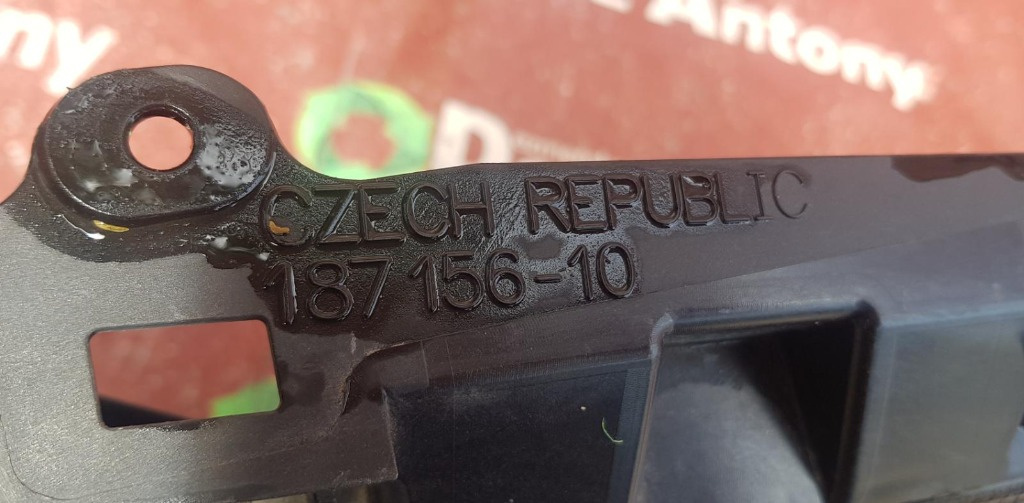 Antony
CZECH REPUBLIC
187 156-10